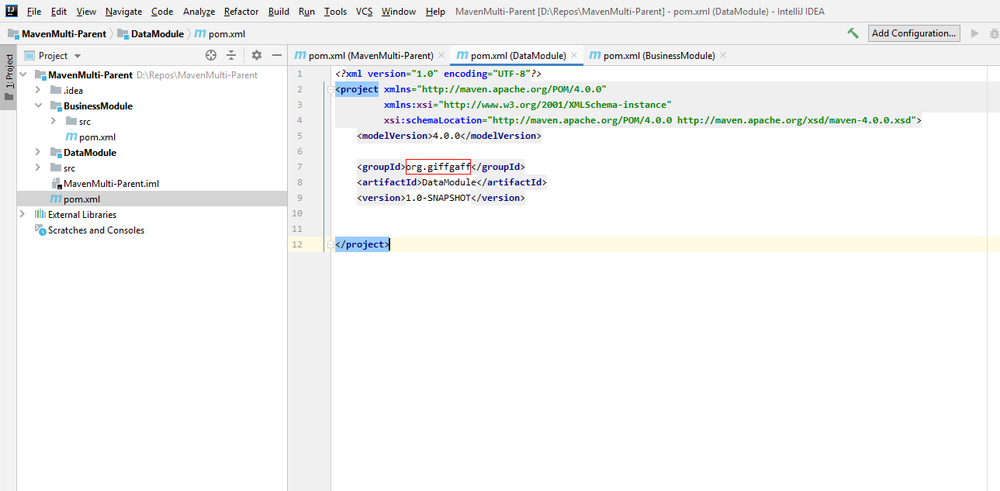 IJ File Edit View Navigate Code Analyze Refactor Build Run Tools VCS Window Help MavenMulti-Parent [D:\Repos\MavenMulti-Parent] - pom.xml (DataModule) - IntelliJ IDEA
MavenMulti-Parent DataModule m pom.xml Add Configuration...
1: Project
Project
MavenMulti-Parent D:\Repos\MavenMulti-Parent
.idea
BusinessModule
src
m pom.xml
DataModule
src
MavenMulti-Parent.iml
m pom.xml
External Libraries
Scratches and Consoles
m pom.xml (MavenMulti-Parent) m pom.xml (DataModule) m pom.xml (BusinessModule)
1 <?xml version="1.0" encoding="UTF-8"?>
2 <project xmlns="http://maven.apache.org/POM/4.0.0"
3 xmlns:xsi="http://www.w3.org/2001/XMLSchema-instance"
4 xsi:schemaLocation="http://maven.apache.org/POM/4.0.0 http://maven.apache.org/xsd/maven-4.0.0.xsd">
5 <modelVersion>4.0.0</modelVersion>
6
7 <groupId>org.giffgaff</groupId>
8 <artifactId>DataModule</artifactId>
9 <version>1.0-SNAPSHOT</version>
10
11
12 </project>